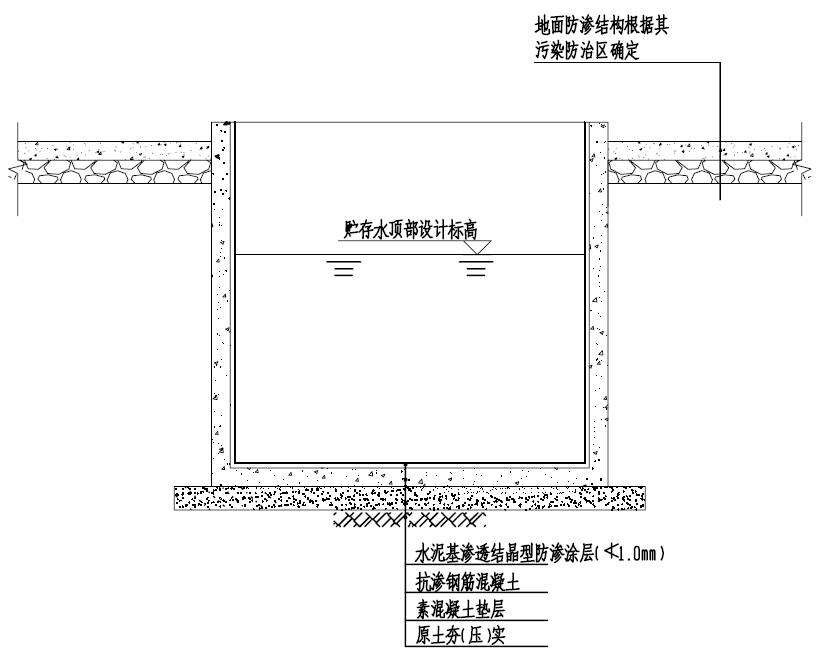 地面防渗结构根据其
污染防治区确定
贮存水顶部设计标高
水泥基渗透结晶型防渗涂层(≮1.0mm)
抗渗钢筋混凝土
素混凝土垫层
原土夯(压)实